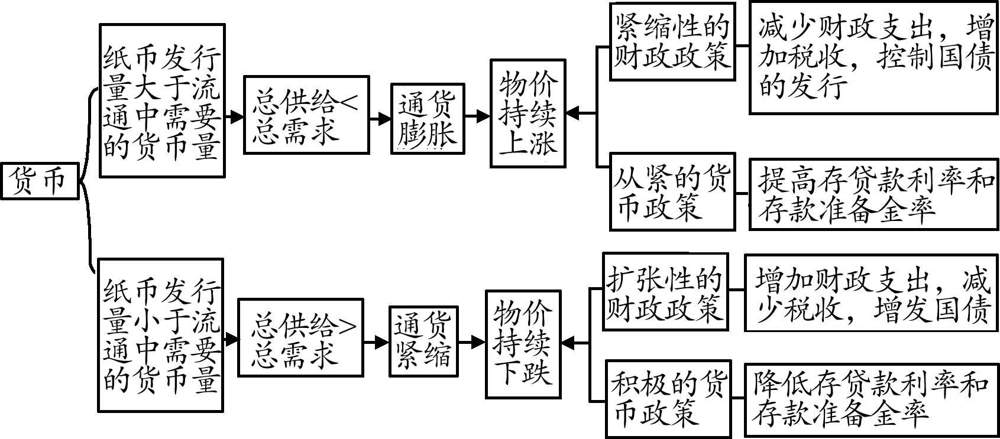 货币
纸币发行
量大于流
通中需要
的货币量
总供给<
总需求
通货
膨胀
物价
持续
上涨
紧缩性的
财政政策
减少财政支出，增
加税收，控制国债
的发行
从紧的货
币政策
提高存贷款利率和
存款准备金率
纸币发行
量小于流
通中需要
的货币量
总供给>
总需求
通货
紧缩
物价
持续
下跌
扩张性的
财政政策
增加财政支出，减
少税收，增发国债
积极的货
币政策
降低存贷款利率和
存款准备金率